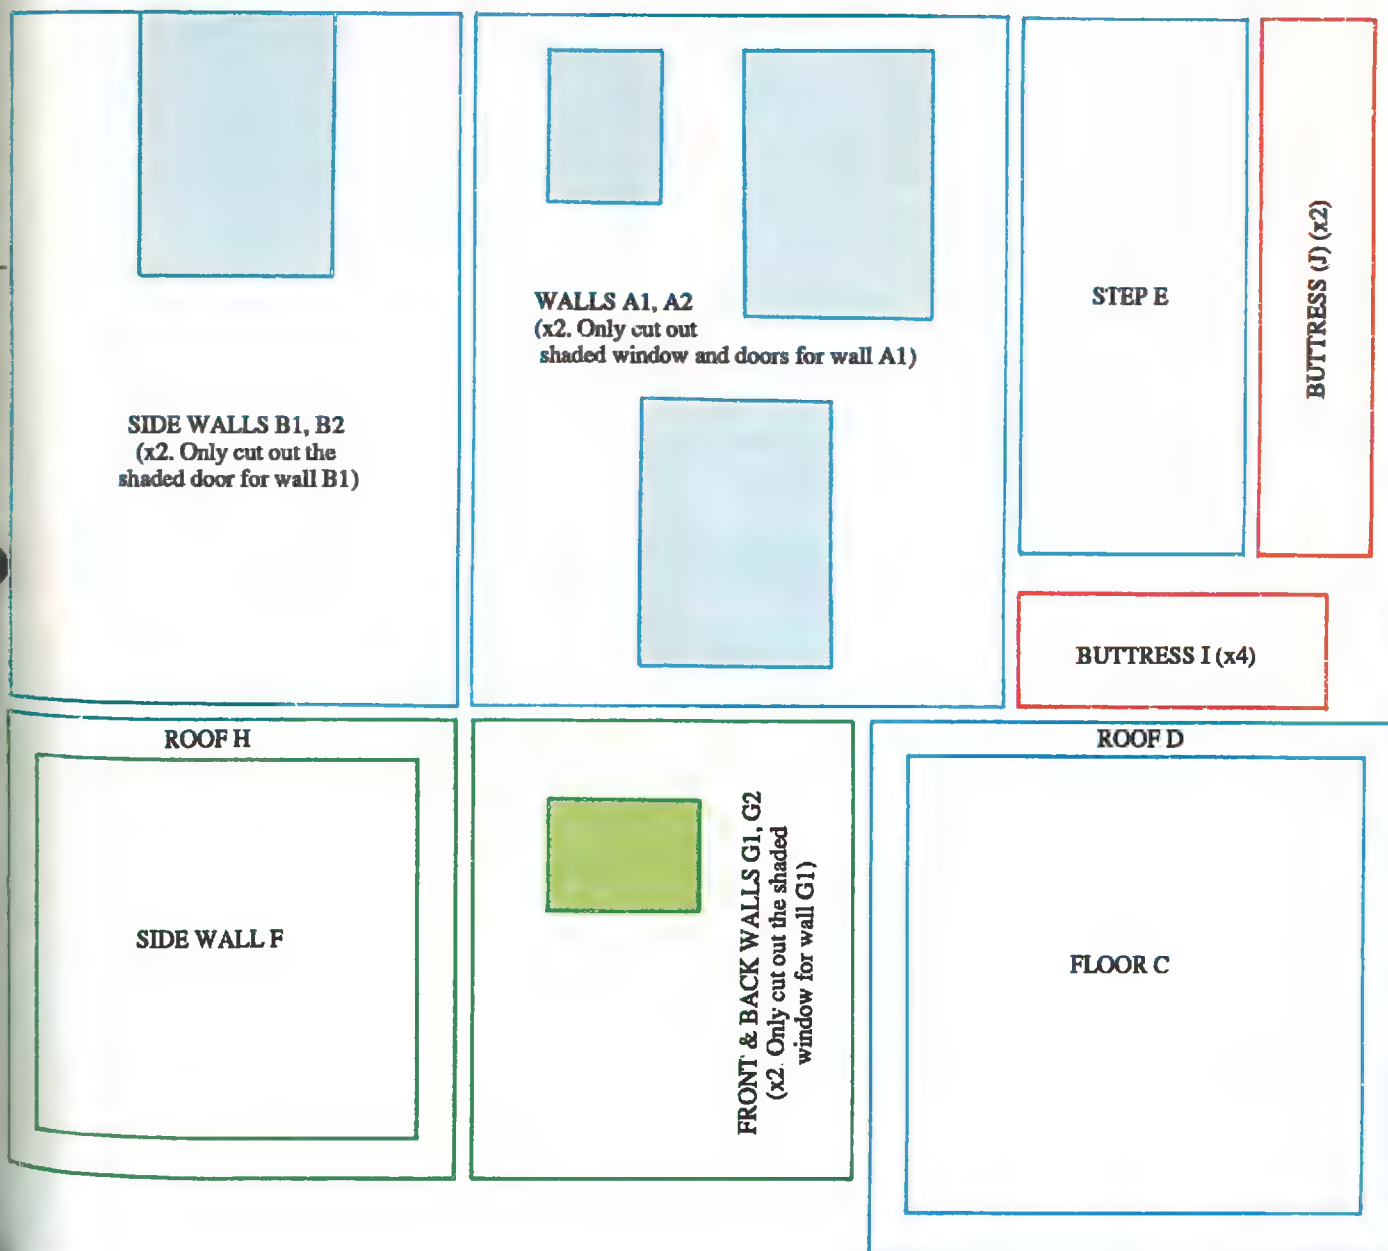 SIDE WALLS B1, B2
(x2. Only cut out the
shaded door for wall B1)
WALLS A1, A2
(x2. Only cut out
shaded window and doors for wall A1)
STEP E
BUTTRESS (J) (x2)
BUTTRESS I (x4)
ROOF H
SIDE WALL F
FRONT & BACK WALLS G1, G2
(x2. Only cut out the shaded
window for wall G1)
ROOF D
FLOOR C